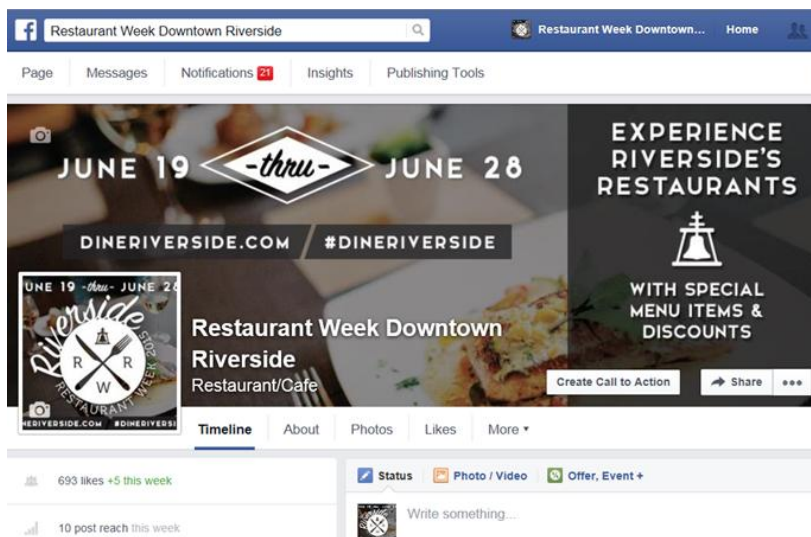 f Restaurant Week Downtown Riverside
Restaurant Week Downtown... Home
Page Messages Notifications 21 Insights Publishing Tools
JUNE 19 -thru- JUNE 28
DINERIVERSIDE.COM / #DINERIVERSIDE
EXPERIENCE
RIVERSIDE'S
RESTAURANTS
WITH SPECIAL
MENU ITEMS &
DISCOUNTS
UNE 19 -thru- JUNE 28
Riverside
R R
W
RESTAURANT WEEK 2015
NERIVERSIDE.COM #DINERIVERSI
Restaurant Week Downtown
Riverside
Restaurant/Cafe
Create Call to Action Share
Timeline About Photos Likes More
693 likes +5 this week
10 post reach this week
Status Photo / Video Offer, Event +
Write something...